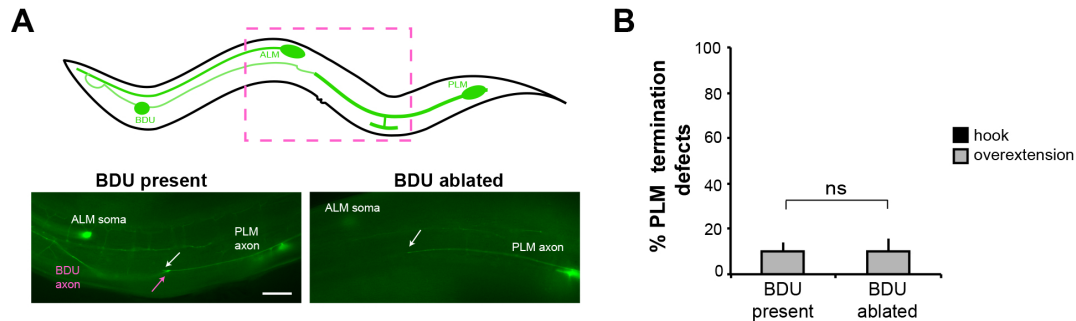 A
ALM
BDU
PLM
BDU present
BDU ablated
ALM soma
PLM
axon
BDU
axon
ALM soma
PLM axon
B
% PLM termination
defects
100
80
60
40
20
0
ns
BDU
present
BDU
ablated
hook
overextension